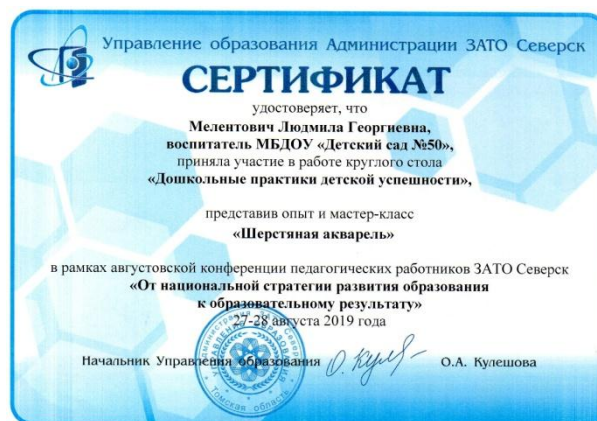 Управление образования Администрации ЗАТО Северск
СЕРТИФИКАТ
удостоверяет, что
Мелентович Людмила Георгиевна,
воспитатель МБДОУ «Детский сад №50»,
приняла участие в работе круглого стола
«Дошкольные практики детской успешности»,
представив опыт и мастер-класс
«Шерстяная акварель»
в рамках августовской конференции педагогических работников ЗАТО Северск
«От национальной стратегии развития образования
к образовательному результату»
27-28 августа 2019 года
Начальник Управления образования О.А. Кулешова
Томская область